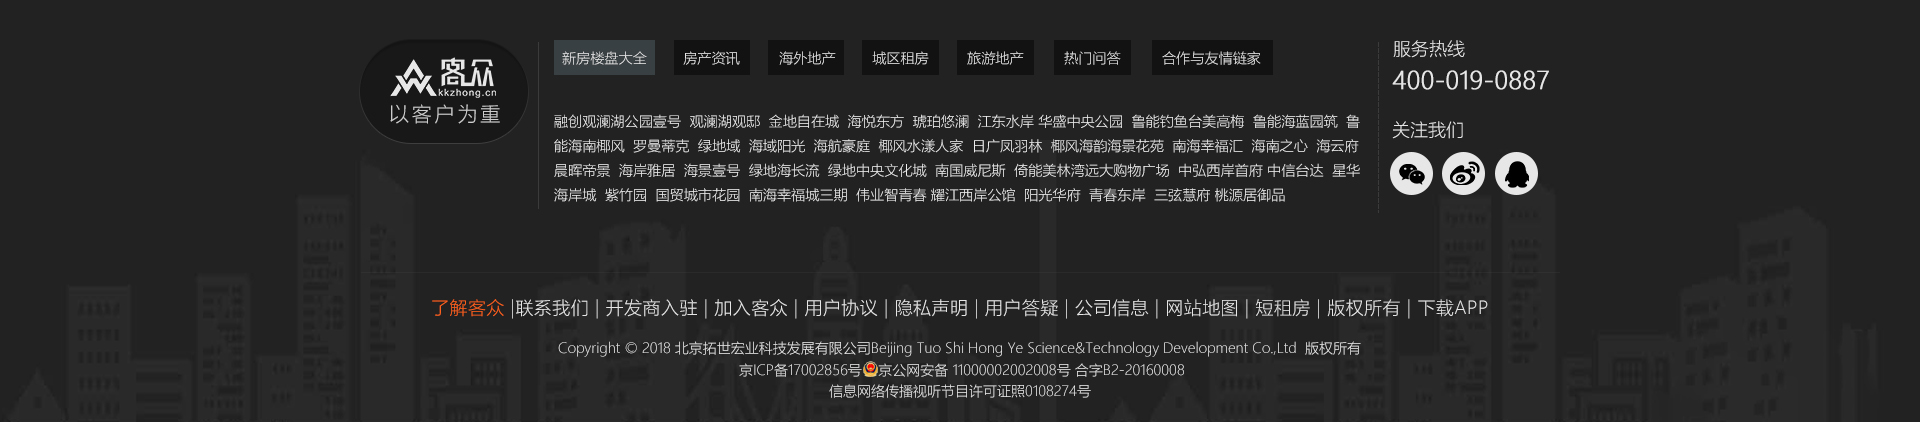 客众
kkzhong.cn
以客户为重
新房楼盘大全 房产资讯 海外地产 城区租房 旅游地产 热门问答 合作与友情链家
融创观澜湖公园壹号 观澜湖观邸 金地自在城 海悦东方 琥珀悠澜 江东水岸 华盛中央公园 鲁能钓鱼台美高梅 鲁能海蓝园筑 鲁
能海南椰风 罗曼蒂克 绿地城 海域阳光 海航豪庭 椰风水漾人家 日广凤羽林 椰风海韵海景花苑 南海幸福汇 海南之心 海云府
晨晖帝景 海岸雅居 海景壹号 绿地海长流 绿地中央文化城 南国威尼斯 倚能美林湾远大购物广场 中弘西岸首府 中信台达 星华
海岸城 紫竹园 国贸城市花园 南海幸福城三期 伟业智青春 耀江西岸公馆 阳光华府 青春东岸 三弦慧府 桃源居御品
服务热线
400-019-0887
关注我们
了解客众 |联系我们 | 开发商入驻 | 加入客众 | 用户协议 | 隐私声明 | 用户答疑 | 公司信息 | 网站地图 | 短租房 | 版权所有 | 下载APP
Copyright © 2018 北京拓世宏业科技发展有限公司Beijing Tuo Shi Hong Ye Science&Technology Development Co.,Ltd 版权所有
京ICP备17002856号京公网安备 11000002002008号 合字B2-20160008
信息网络传播视听节目许可证照0108274号